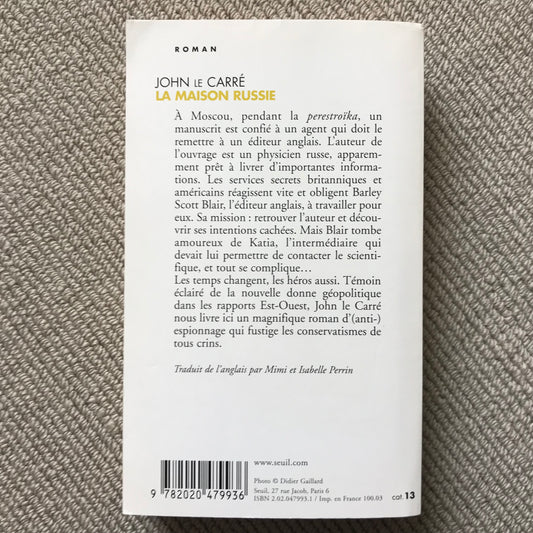 ROMAN
JOHN LE CARRÉ
LA MAISON RUSSIE
À Moscou, pendant la perestroïka, un
manuscrit est confié à un agent qui doit le
remettre à un éditeur anglais. L'auteur de
l'ouvrage est un physicien russe, apparem-
ment prêt à livrer d'importantes informa-
tions. Les services secrets britanniques et
américains réagissent vite et obligent Barley
Scott Blair, l'éditeur anglais, à travailler pour
eux. Sa mission : retrouver l'auteur et décou-
vrir ses intentions cachées. Mais Blair tombe
amoureux de Katia, l'intermédiaire qui
devait lui permettre de contacter le scienti-
fique, et tout se complique…
Les temps changent, les héros aussi. Témoin
éclairé de la nouvelle donne géopolitique
dans les rapports Est-Ouest, John le Carré
nous livre ici un magnifique roman d'(anti-)
espionnage qui fustige les conservatismes de
tous crins.
Traduit de l'anglais par Mimi et Isabelle Perrin
www.seuil.com
Photo © Didier Gaillard
Seuil, 27 rue Jacob, Paris 6
ISBN 2.02.047993.1 / Imp. en France 100.03
cat. 13
9 782020 479936